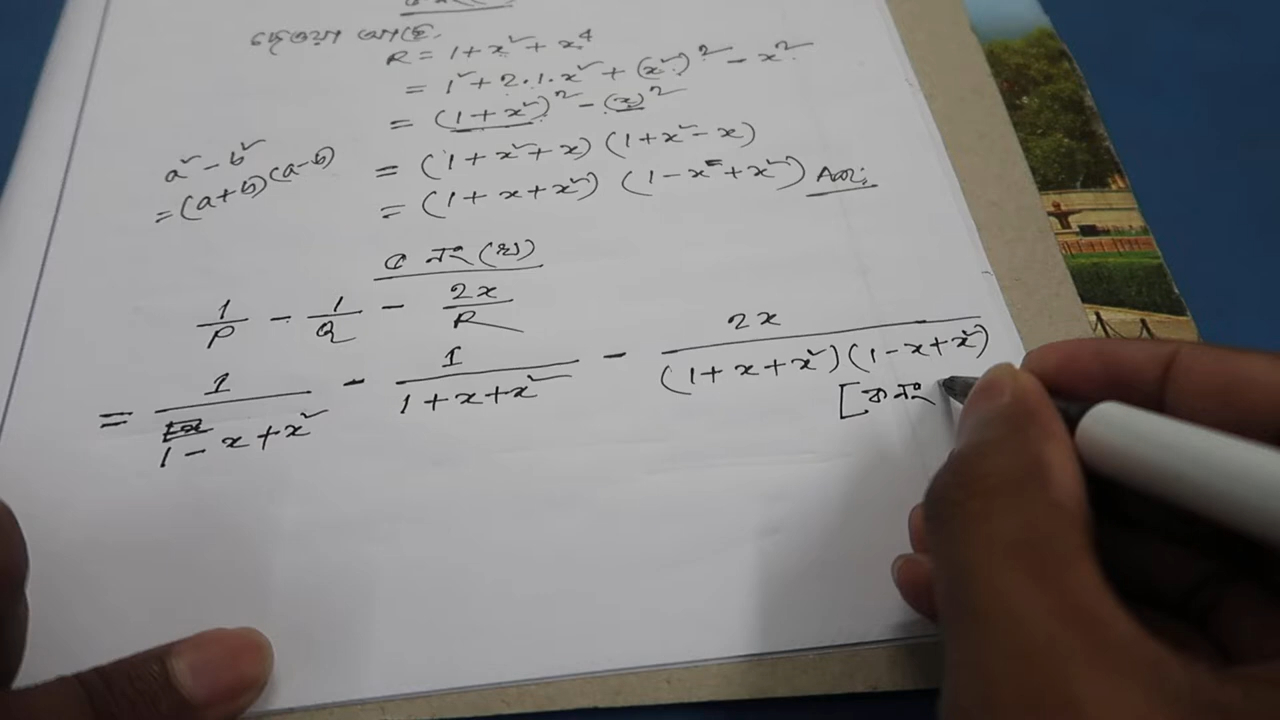 দেওয়া আছে,
R = 1 + x² + x⁴
= 1² + 2.1.x² + (x²)² - x²
= (1 + x²)² - (x)²
a² - b²
= (a+b)(a-b)
= (1 + x² + x) (1 + x² - x)
= (1 + x + x²) (1 - x + x²) Ans:
নং (খ)
1/P - 1/Q - 2x/R
= 1/(1 - x + x²) - 1/(1 + x + x²) - 2x/((1 + x + x²)(1 - x + x²))
[ক নং